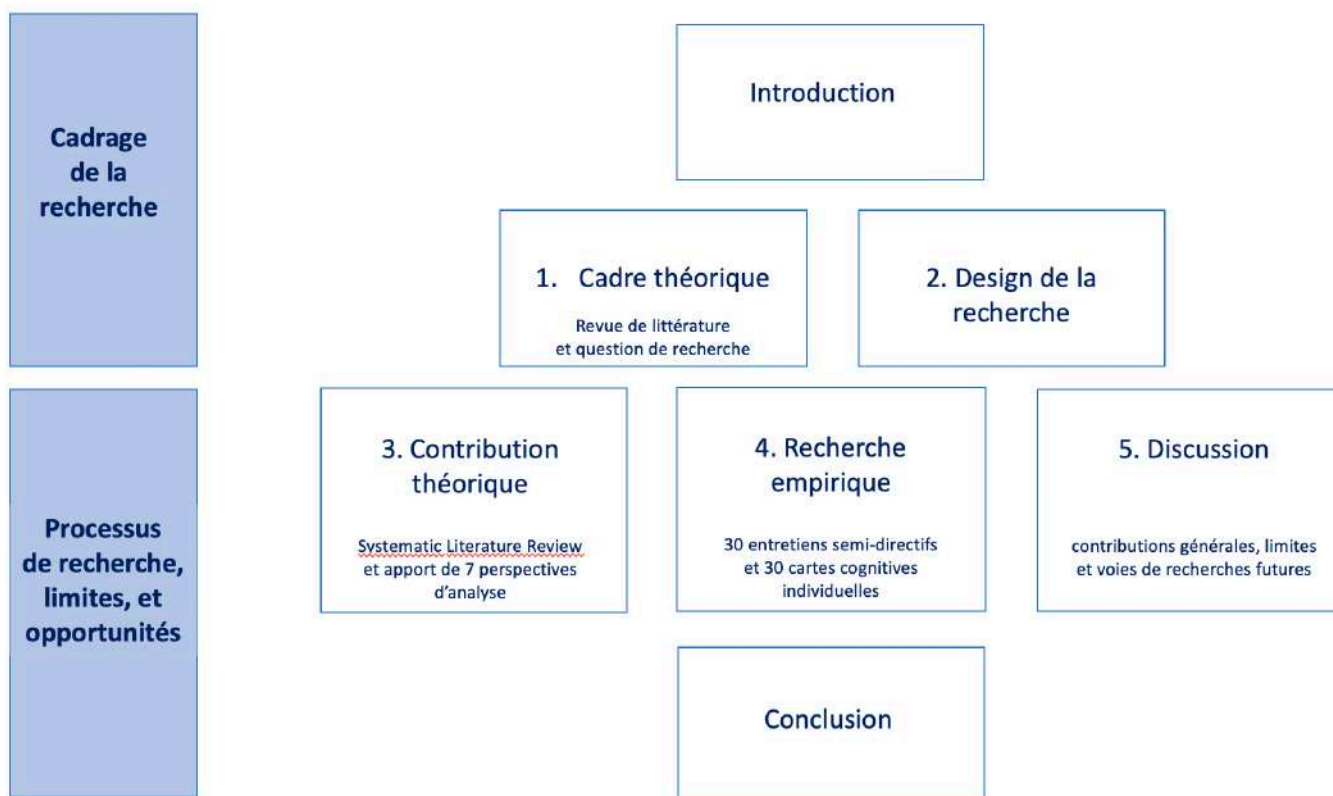 Cadrage
de la
recherche
Introduction
1. Cadre théorique
Revue de littérature
et question de recherche
2. Design de la
recherche
Processus
de recherche,
limites, et
opportunités
3. Contribution
théorique
Systematic Literature Review
et apport de 7 perspectives
d'analyse
4. Recherche
empirique
30 entretiens semi-directifs
et 30 cartes cognitives
individuelles
5. Discussion
contributions générales, limites
et voies de recherches futures
Conclusion